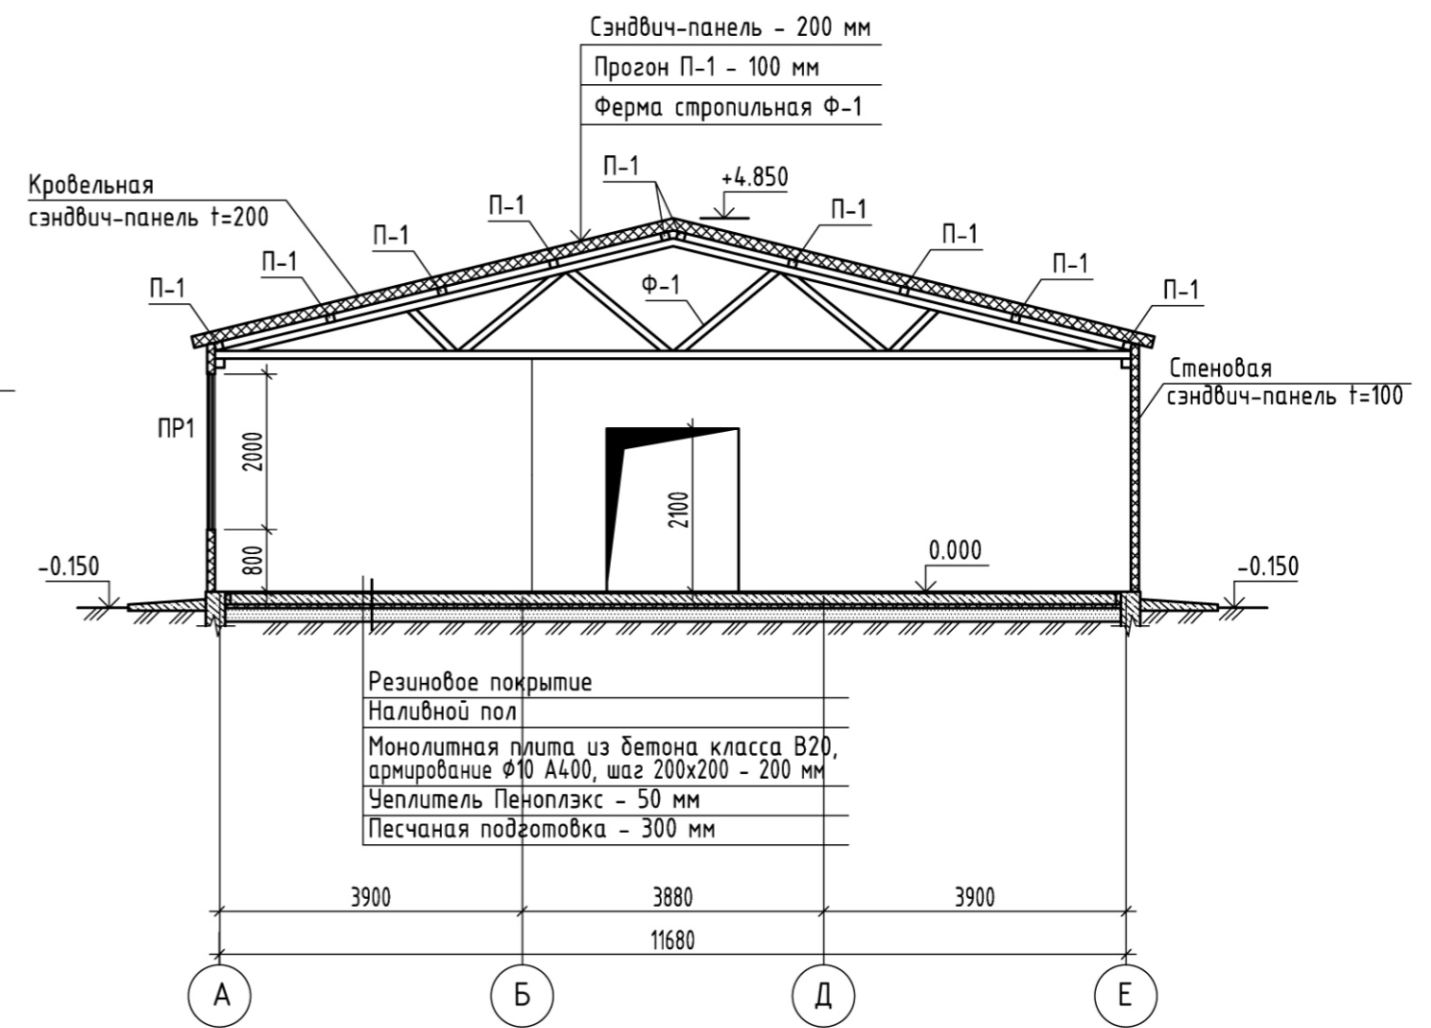 Сэндвич-панель - 200 мм
Прогон П-1 - 100 мм
Ферма стропильная Ф-1
П-1
+4.850
Кровельная
сэндвич-панель t=200
П-1
П-1
П-1
П-1
П-1
П-1
П-1
Ф-1
П-1
П-1
Стеновая
сэндвич-панель t=100
ПР1
2000
2100
800
0.000
-0.150
-0.150
Резиновое покрытие
Наливной пол
Монолитная плита из бетона класса В20,
армирование ϕ10 А400, шаг 200х200 - 200 мм
Уеплитель Пеноплэкс - 50 мм
Песчаная подготовка - 300 мм
3900
3880
3900
11680
А
Б
Д
Е